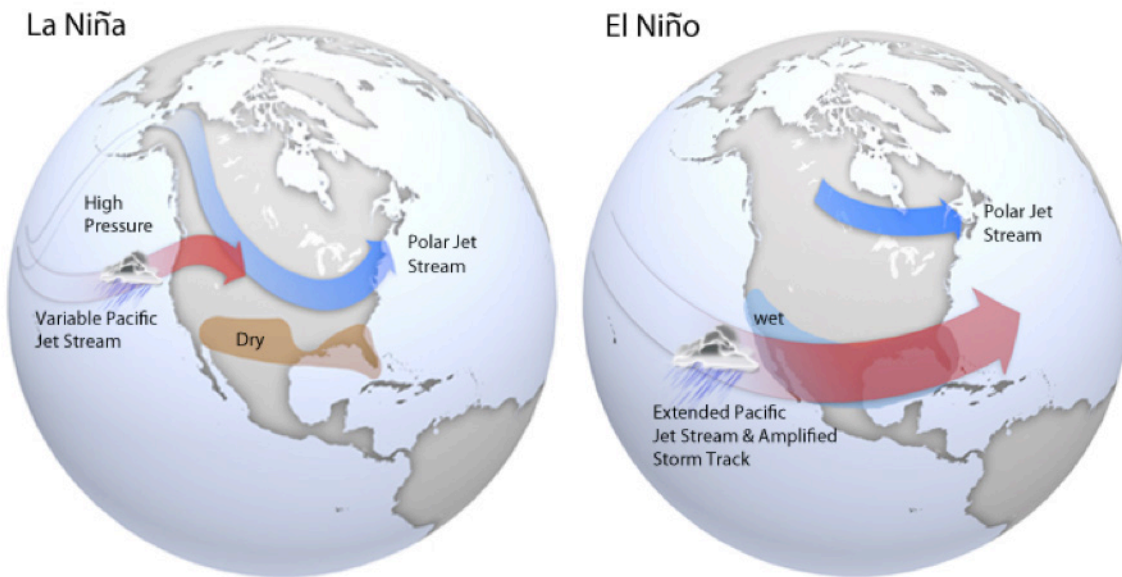 La Niña
High
Pressure
Polar Jet
Stream
Variable Pacific
Jet Stream
Dry
El Niño
Polar Jet
Stream
wet
Extended Pacific
Jet Stream & Amplified
Storm Track